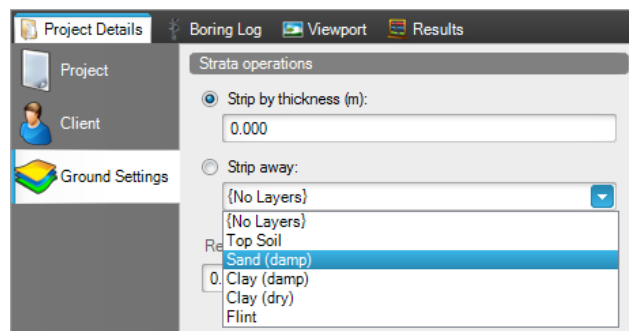 Project Details Boring Log Viewport Results
Project
Client
Ground Settings
Strata operations
Strip by thickness (m):
0.000
Strip away:
{No Layers}
{No Layers}
Top Soil
Sand (damp)
Clay (damp)
Clay (dry)
Flint